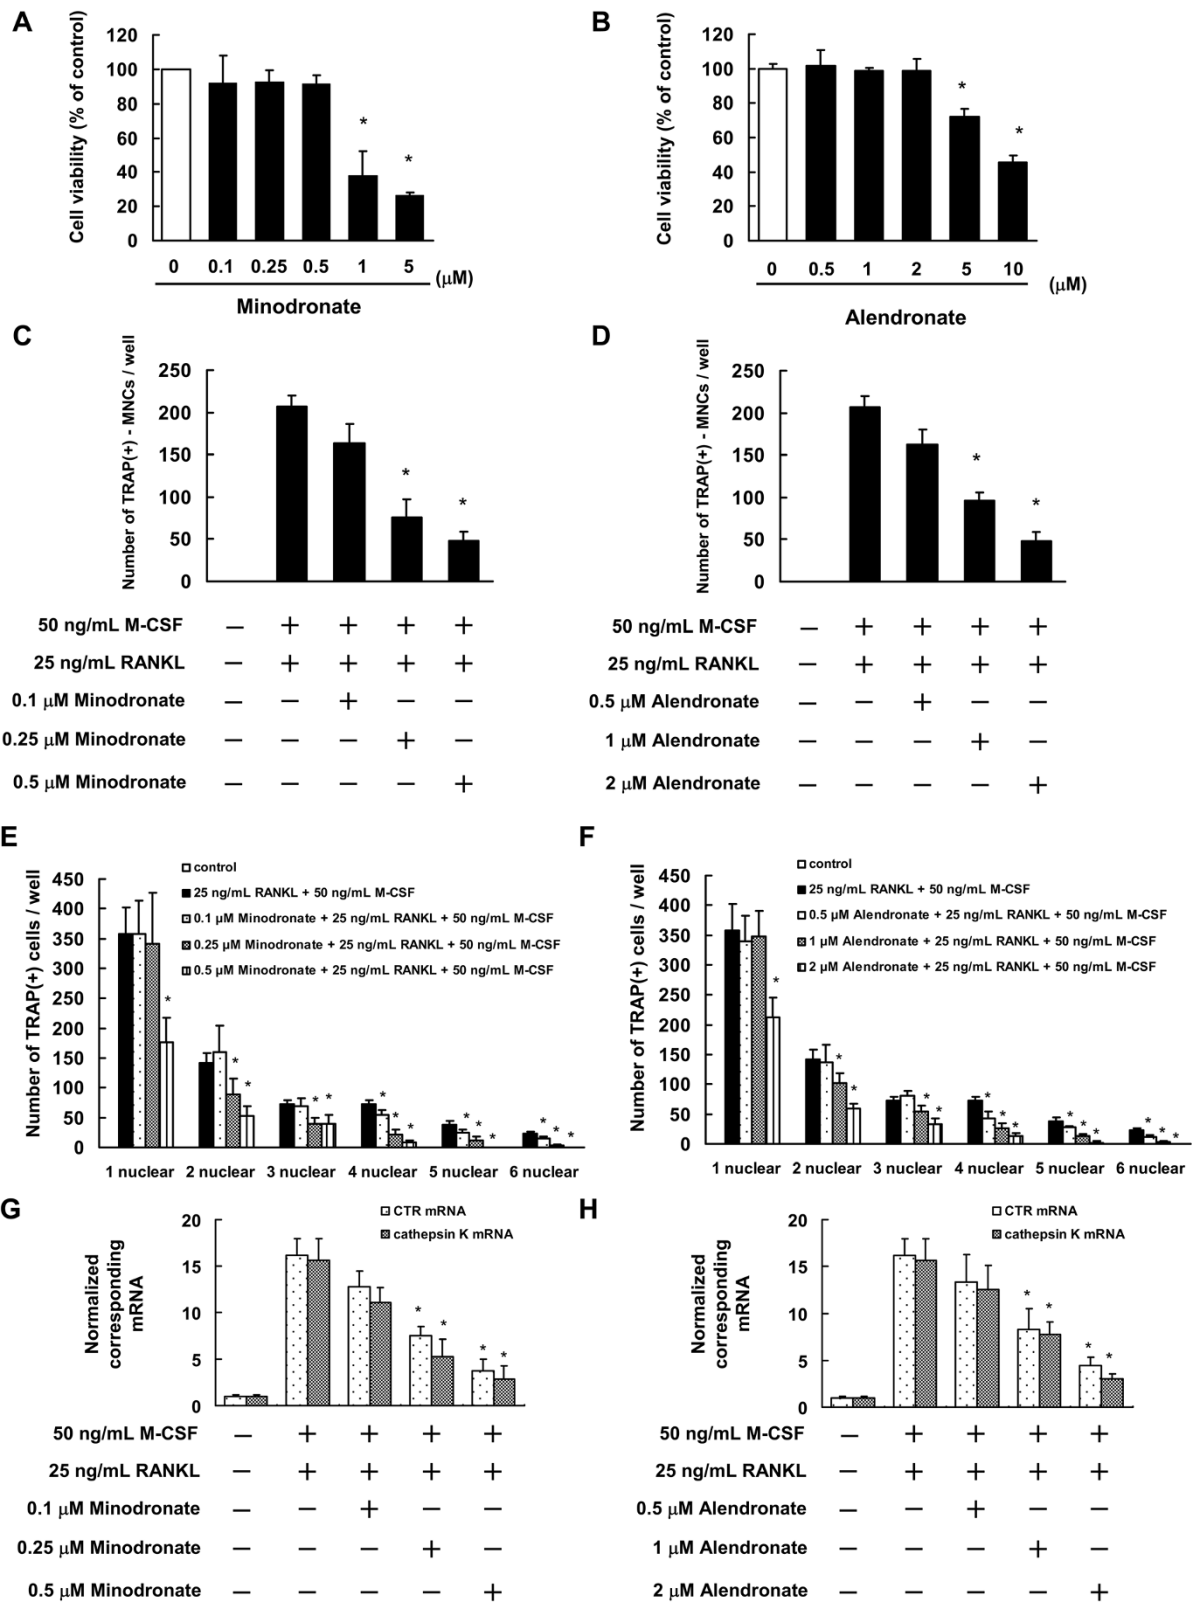 A
Cell viability (% of control)
120
100
80
60
40
20
0
*
*
0 0.1 0.25 0.5 1 5
(μM)
Minodronate
B
Cell viability (% of control)
120
100
80
60
40
20
0
*
*
0 0.5 1 2 5 10
(μM)
Alendronate
C
Number of TRAP(+) - MNCs / well
250
200
150
100
50
0
*
*
50 ng/mL M-CSF − + + + +
25 ng/mL RANKL − + + + +
0.1 μM Minodronate − − + − −
0.25 μM Minodronate − − − + −
0.5 μM Minodronate − − − − +
D
Number of TRAP(+) - MNCs / well
250
200
150
100
50
0
*
*
50 ng/mL M-CSF − + + + +
25 ng/mL RANKL − + + + +
0.5 μM Alendronate − − + − −
1 μM Alendronate − − − + −
2 μM Alendronate − − − − +
E
Number of TRAP(+) cells / well
450
400
350
300
250
200
150
100
50
0
control
25 ng/mL RANKL + 50 ng/mL M-CSF
0.1 μM Minodronate + 25 ng/mL RANKL + 50 ng/mL M-CSF
0.25 μM Minodronate + 25 ng/mL RANKL + 50 ng/mL M-CSF
0.5 μM Minodronate + 25 ng/mL RANKL + 50 ng/mL M-CSF
*
* *
* *
* * *
* * *
* * *
1 nuclear 2 nuclear 3 nuclear 4 nuclear 5 nuclear 6 nuclear
F
Number of TRAP(+) cells / well
450
400
350
300
250
200
150
100
50
0
control
25 ng/mL RANKL + 50 ng/mL M-CSF
0.5 μM Alendronate + 25 ng/mL RANKL + 50 ng/mL M-CSF
1 μM Alendronate + 25 ng/mL RANKL + 50 ng/mL M-CSF
2 μM Alendronate + 25 ng/mL RANKL + 50 ng/mL M-CSF
*
* *
* *
* * *
* * *
* * *
1 nuclear 2 nuclear 3 nuclear 4 nuclear 5 nuclear 6 nuclear
G
Normalized
corresponding
mRNA
20
15
10
5
0
CTR mRNA
cathepsin K mRNA
* *
* *
50 ng/mL M-CSF − + + + +
25 ng/mL RANKL − + + + +
0.1 μM Minodronate − − + − −
0.25 μM Minodronate − − − + −
0.5 μM Minodronate − − − − +
H
Normalized
corresponding
mRNA
20
15
10
5
0
CTR mRNA
cathepsin K mRNA
* *
* *
50 ng/mL M-CSF − + + + +
25 ng/mL RANKL − + + + +
0.5 μM Alendronate − − + − −
1 μM Alendronate − − − + −
2 μM Alendronate − − − − +